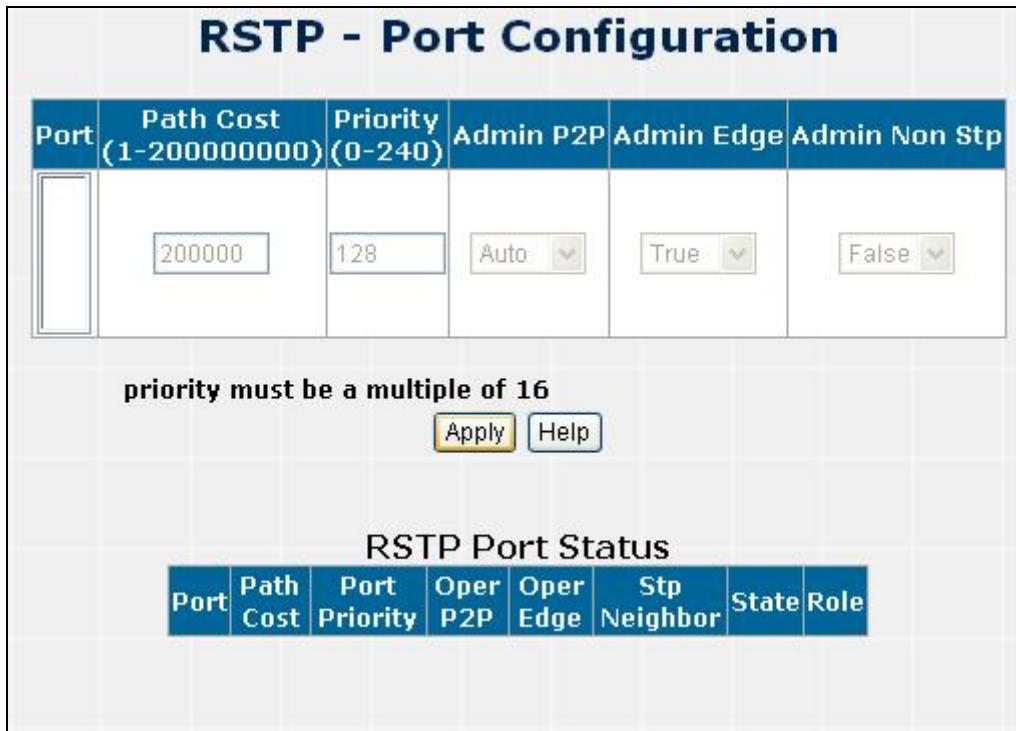 RSTP - Port Configuration
Port Path Cost (1-200000000) Priority (0-240) Admin P2P Admin Edge Admin Non Stp
200000 128 Auto True False
priority must be a multiple of 16
Apply Help
RSTP Port Status
Port Path Cost Port Priority Oper P2P Oper Edge Stp Neighbor State Role